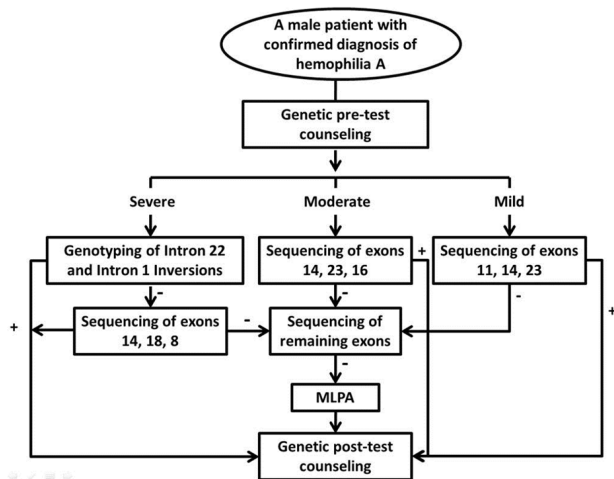 A male patient with
confirmed diagnosis of
hemophilia A
Genetic pre-test
counseling
Severe
Moderate
Mild
Genotyping of Intron 22
and Intron 1 Inversions
Sequencing of exons
14, 23, 16
+
Sequencing of exons
11, 14, 23
-
-
-
+
Sequencing of exons
14, 18, 8
-
Sequencing of
remaining exons
+
-
MLPA
Genetic post-test
counseling